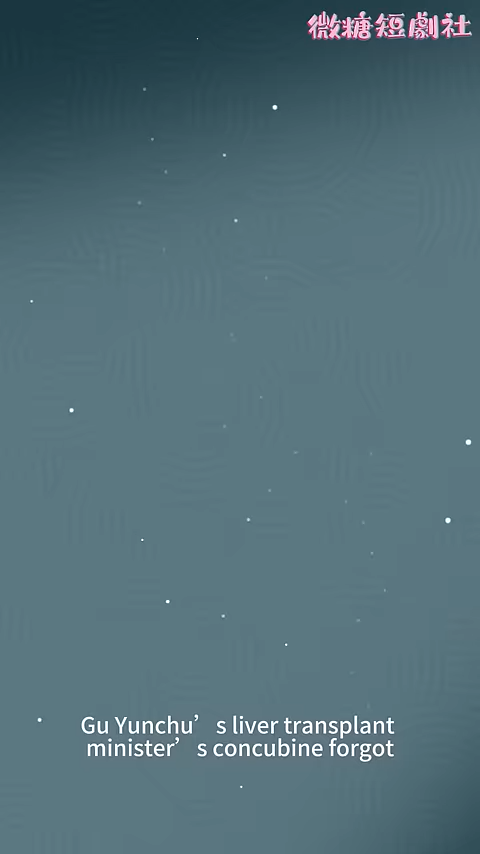 微糖短劇社
Gu Yunchu’s liver transplant
minister’s concubine forgot